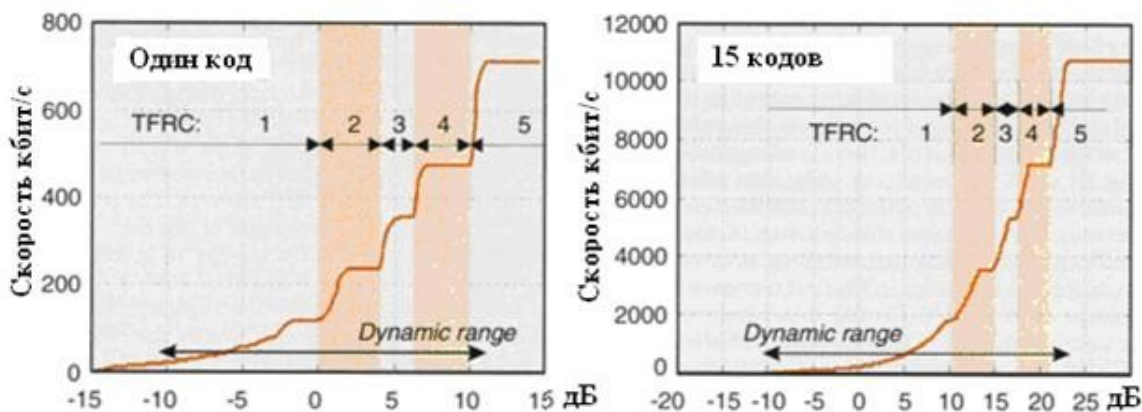 Скорость кбит/с
800
600
400
200
0
Один код
TFRC: 1 2 3 4 5
Dynamic range
-15 -10 -5 0 5 10 15 дБ
Скорость кбит/с
12000
10000
8000
6000
4000
2000
0
15 кодов
TFRC: 1 2 3 4 5
Dynamic range
-20 -15 -10 -5 0 5 10 15 20 25 дБ